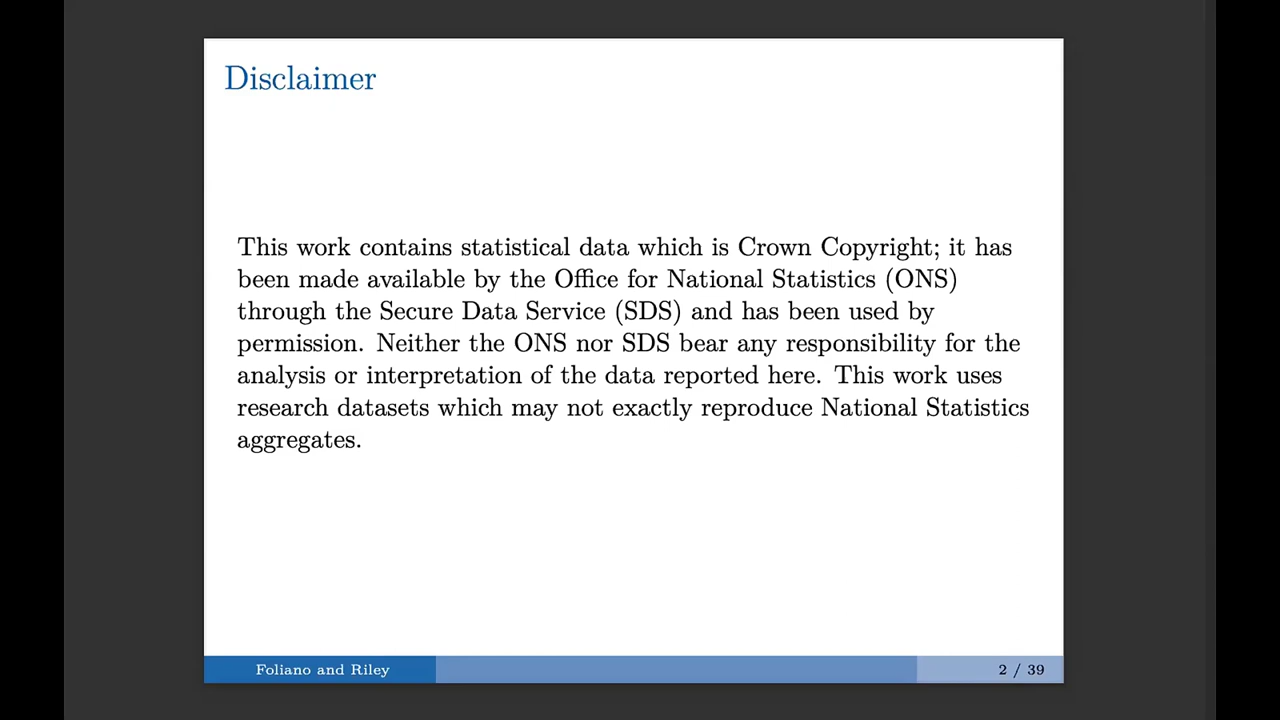 Disclaimer
This work contains statistical data which is Crown Copyright; it has
been made available by the Office for National Statistics (ONS)
through the Secure Data Service (SDS) and has been used by
permission. Neither the ONS nor SDS bear any responsibility for the
analysis or interpretation of the data reported here. This work uses
research datasets which may not exactly reproduce National Statistics
aggregates.
Foliano and Riley
2 / 39